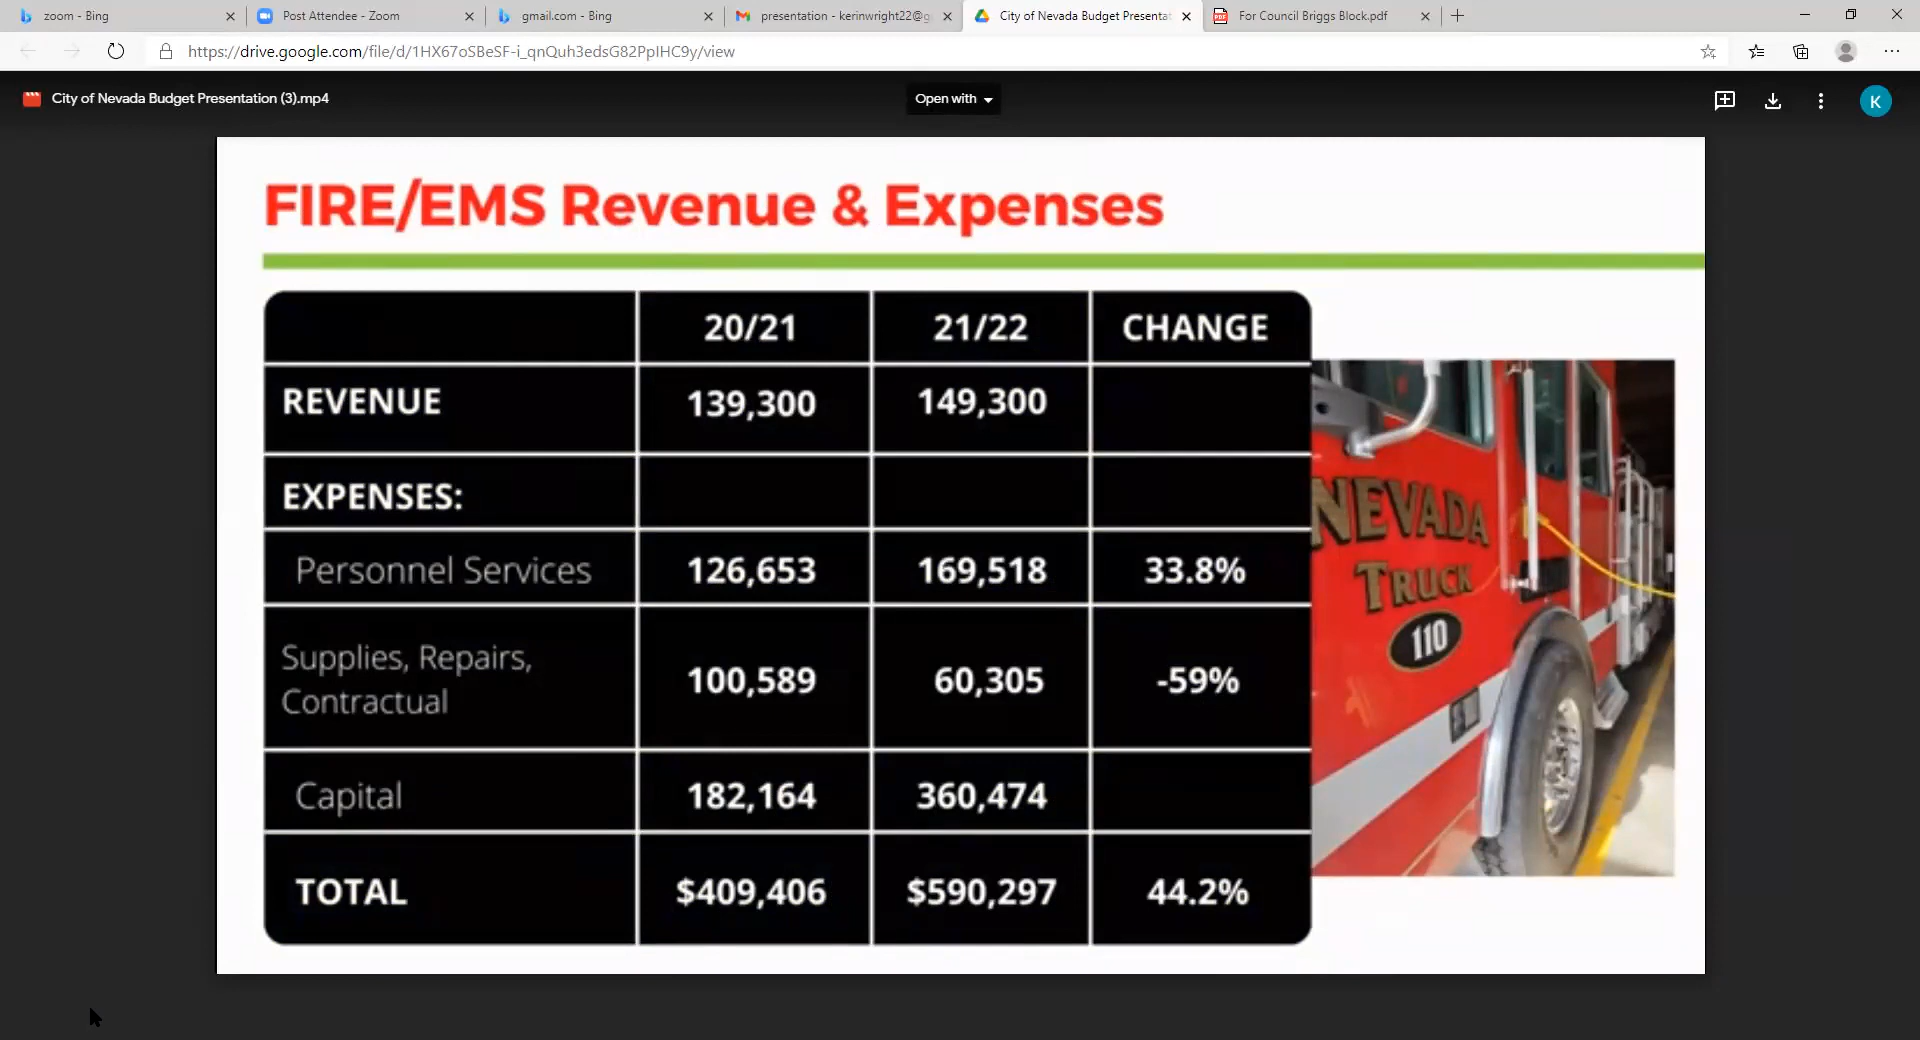 zoom - Bing
Post Attendee - Zoom
gmail.com - Bing
presentation - kerinwright22@g
City of Nevada Budget Presentat
For Council Briggs Block.pdf
https://drive.google.com/file/d/1HX67oSBeSF-i_qnQuh3edsG82PpIHC9y/view
City of Nevada Budget Presentation (3).mp4
Open with
K
FIRE/EMS Revenue & Expenses
20/21 21/22 CHANGE
REVENUE 139,300 149,300
EXPENSES:
Personnel Services 126,653 169,518 33.8%
Supplies, Repairs,
Contractual 100,589 60,305 -59%
Capital 182,164 360,474
TOTAL $409,406 $590,297 44.2%
NEVADA
TRUCK
110